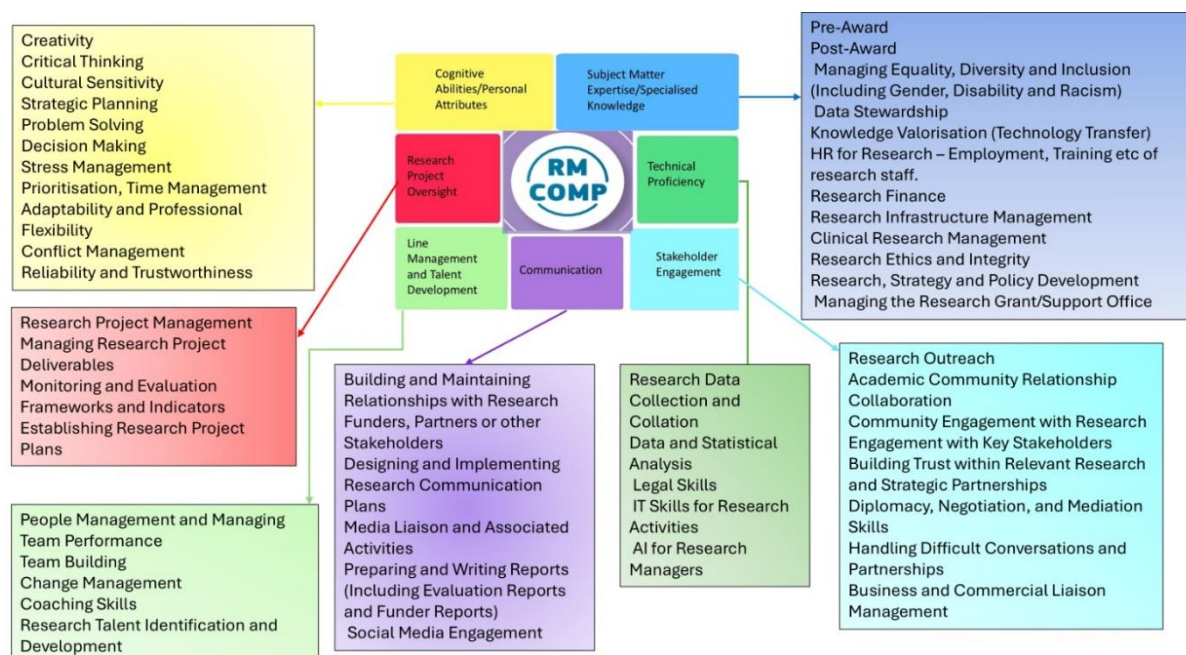 Creativity
Critical Thinking
Cultural Sensitivity
Strategic Planning
Problem Solving
Decision Making
Stress Management
Prioritisation, Time Management
Adaptability and Professional
Flexibility
Conflict Management
Reliability and Trustworthiness
Cognitive
Abilities/Personal
Attributes
Subject Matter
Expertise/Specialised
Knowledge
Research
Project
Oversight
RM
COMP
Technical
Proficiency
Line
Management
and Talent
Development
Communication
Stakeholder
Engagement
Pre-Award
Post-Award
Managing Equality, Diversity and Inclusion
(Including Gender, Disability and Racism)
Data Stewardship
Knowledge Valorisation (Technology Transfer)
HR for Research – Employment, Training etc of
research staff.
Research Finance
Research Infrastructure Management
Clinical Research Management
Research Ethics and Integrity
Research, Strategy and Policy Development
Managing the Research Grant/Support Office
Research Project Management
Managing Research Project
Deliverables
Monitoring and Evaluation
Frameworks and Indicators
Establishing Research Project
Plans
People Management and Managing
Team Performance
Team Building
Change Management
Coaching Skills
Research Talent Identification and
Development
Building and Maintaining
Relationships with Research
Funders, Partners or other
Stakeholders
Designing and Implementing
Research Communication
Plans
Media Liaison and Associated
Activities
Preparing and Writing Reports
(Including Evaluation Reports
and Funder Reports)
Social Media Engagement
Research Data
Collection and
Collation
Data and Statistical
Analysis
Legal Skills
IT Skills for Research
Activities
AI for Research
Managers
Research Outreach
Academic Community Relationship
Collaboration
Community Engagement with Research
Engagement with Key Stakeholders
Building Trust within Relevant Research
and Strategic Partnerships
Diplomacy, Negotiation, and Mediation
Skills
Handling Difficult Conversations and
Partnerships
Business and Commercial Liaison
Management